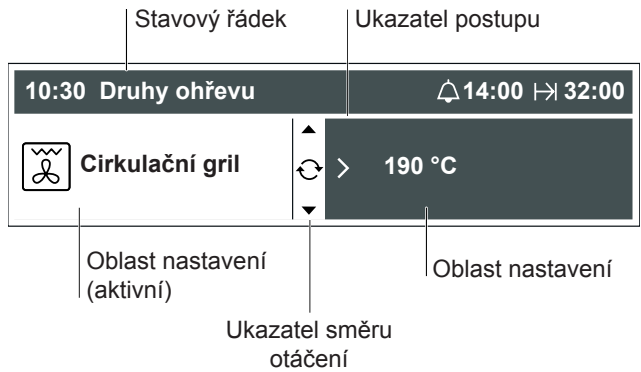 Stavový řádek
Ukazatel postupu
10:30 Druhy ohřevu 14:00 32:00
Cirkulační gril
190 °C
Oblast nastavení
(aktivní)
Oblast nastavení
Ukazatel směru
otáčení